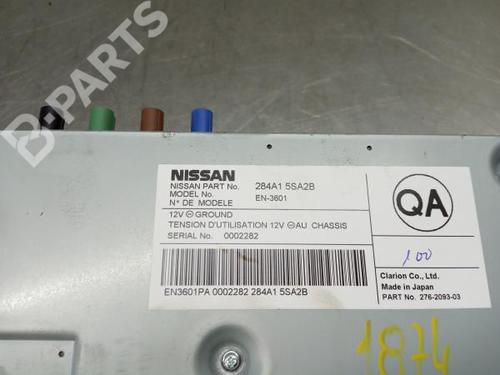 B-PARTS
NISSAN
NISSAN PART No. 284A1 5SA2B
MODEL No. EN-3601
N° DE MODELE
12V ⊖ GROUND
TENSION D'UTILISATION 12V ⊖ AU CHASSIS
SERIAL No. 0002282
EN3601PA 0002282 284A1 5SA2B
QA
100
Clarion Co., Ltd.
Made in Japan
PART No. 276-2093-03
1874